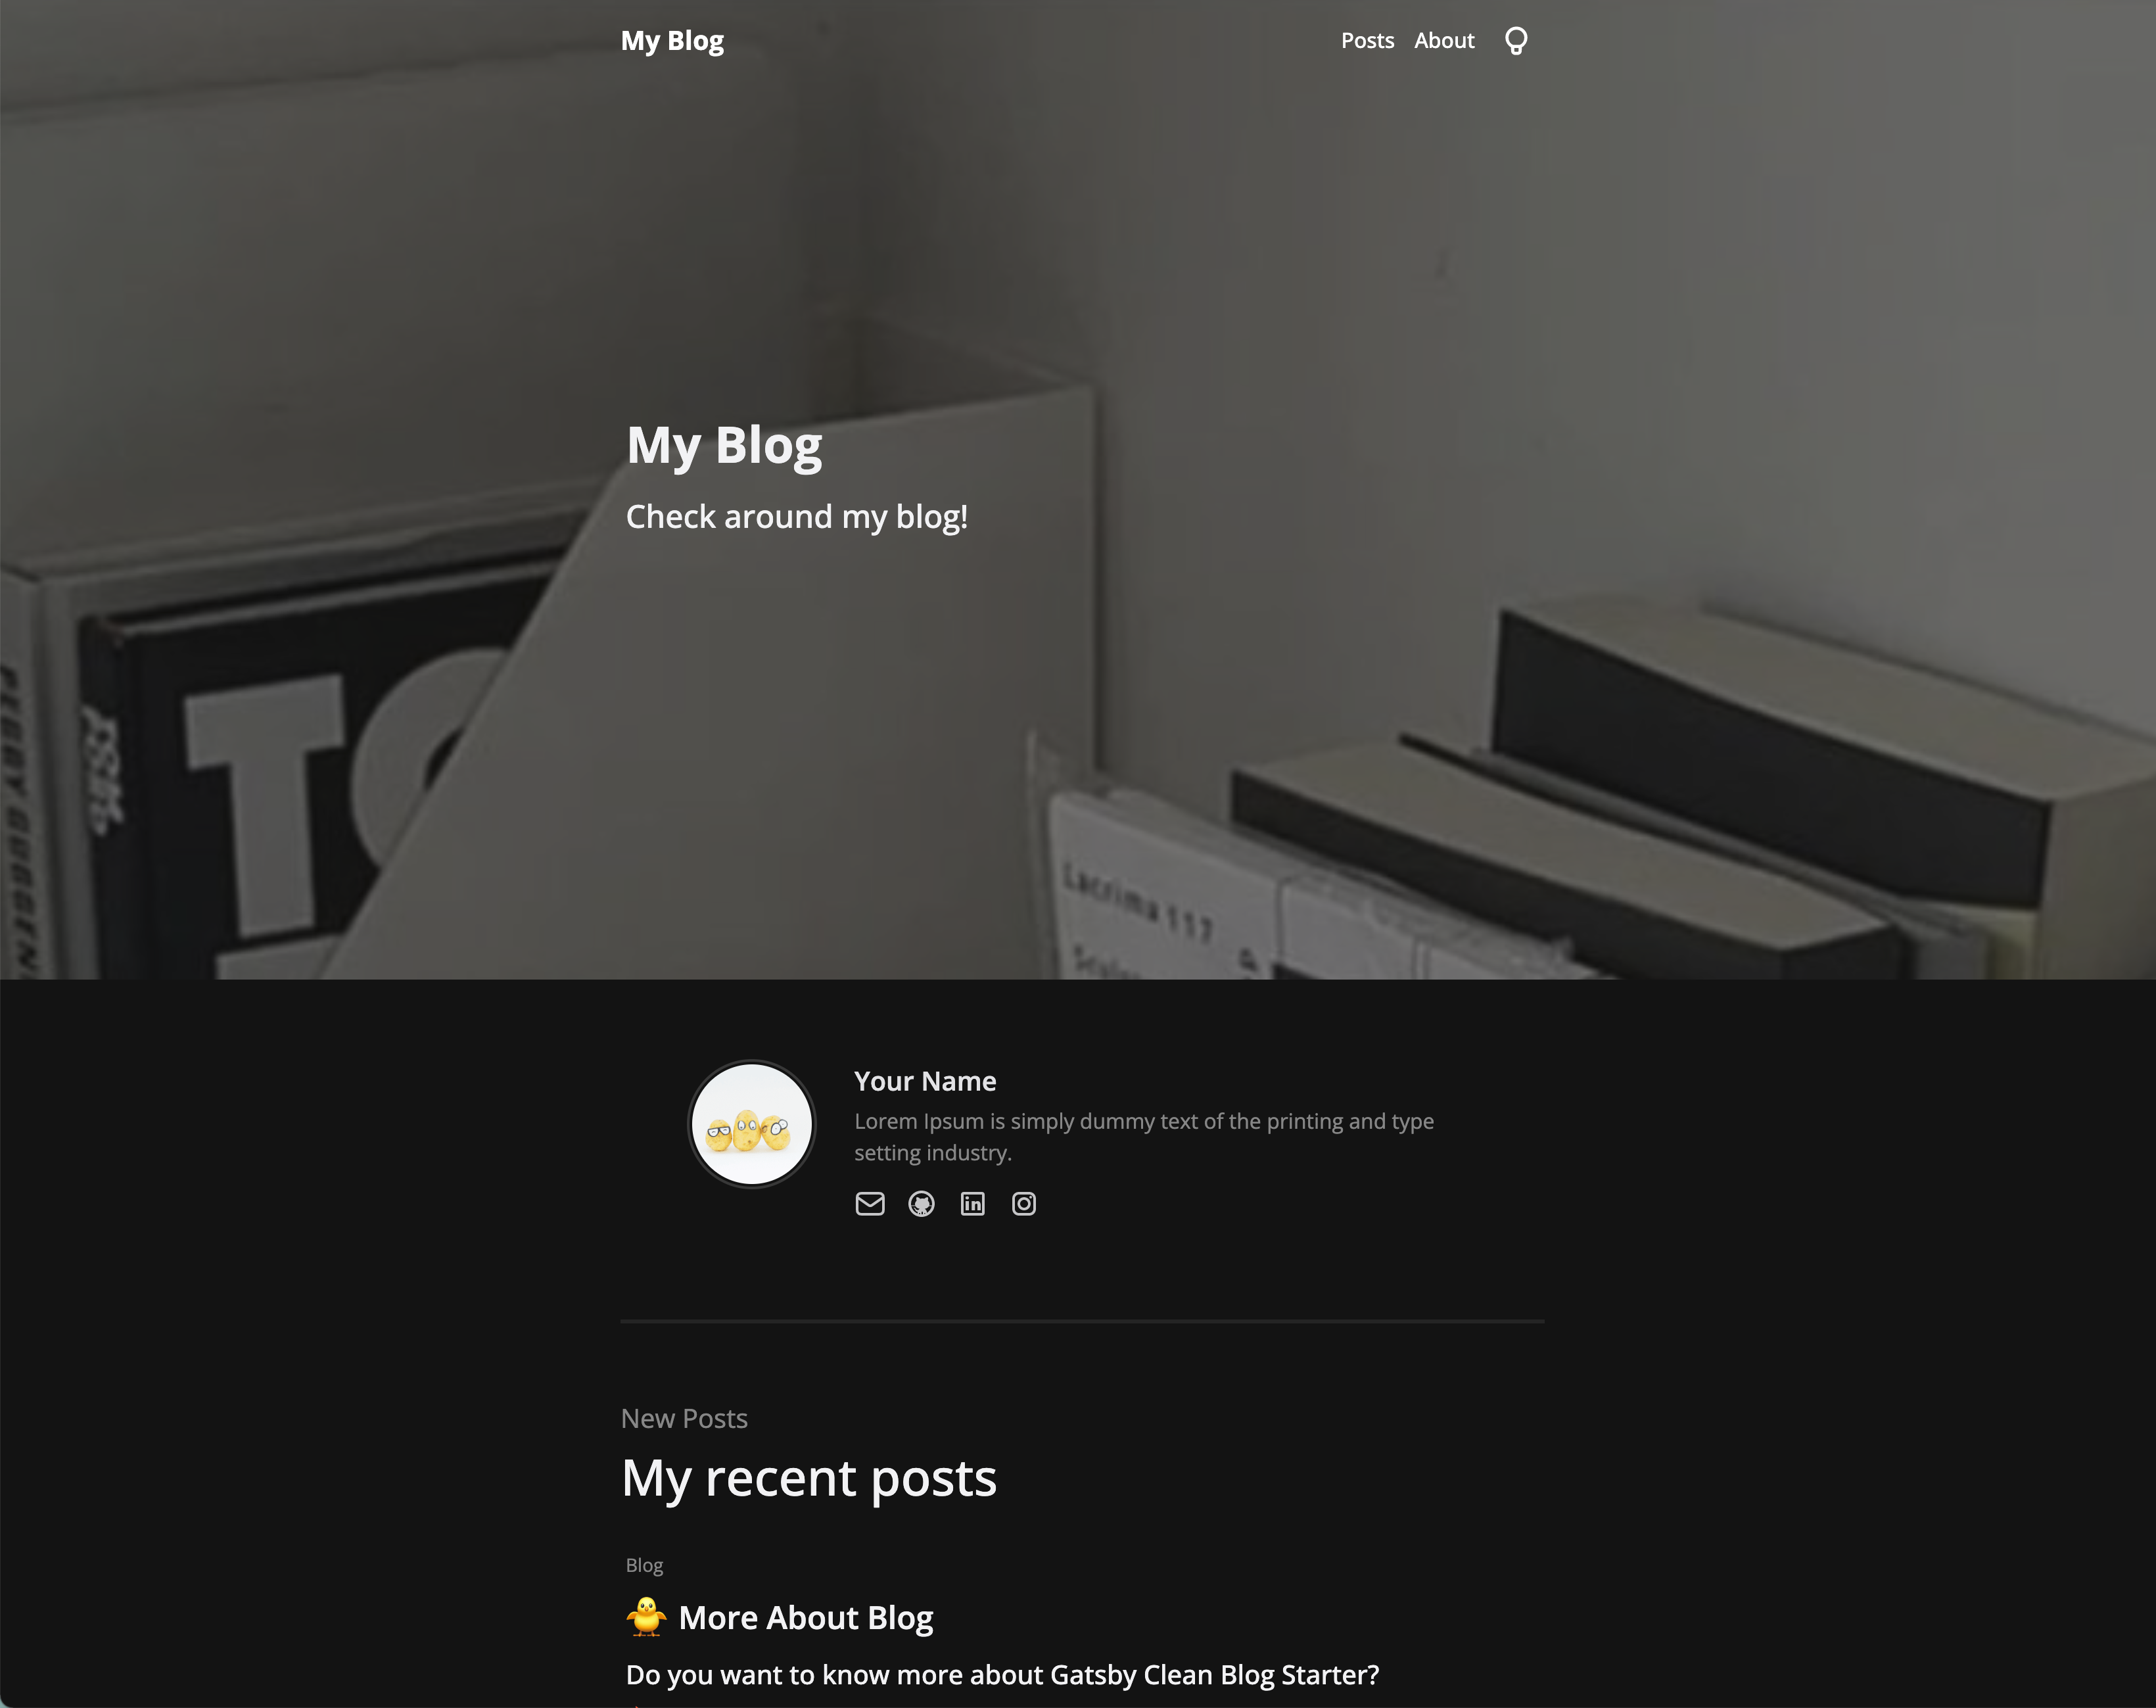 My Blog
Posts About
My Blog
Check around my blog!
TO
Lacrima 117
Your Name
Lorem Ipsum is simply dummy text of the printing and type
setting industry.
in
New Posts
My recent posts
Blog
More About Blog
Do you want to know more about Gatsby Clean Blog Starter?